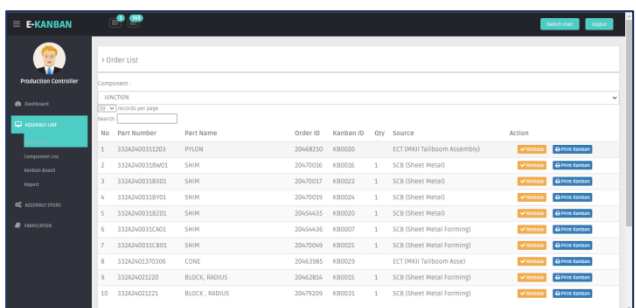 E-KANBAN
Switch User
Logout
Production Controller
Dashboard
ASSEMBLY LINE
Component List
Kanban Board
Report
ASSEMBLY STORE
FABRICATION
> Order List
Component :
JUNCTION
10 records per page
Search:
No Part Number Part Name Order ID Kanban ID Qty Source Action
1 332A2400311203 PYLON 20468210 KB0020 ECT (MKII Tailboom Assembly) Release Print Kanban
2 332A240031BW01 SHIM 20470016 KB0016 1 SCB (Sheet Metal) Release Print Kanban
3 332A240031BX01 SHIM 20470017 KB0022 1 SCB (Sheet Metal) Release Print Kanban
4 332A240031BY01 SHIM 20470019 KB0024 1 SCB (Sheet Metal) Release Print Kanban
5 332A240031BZ01 SHIM 20454435 KB0020 1 SCB (Sheet Metal) Release Print Kanban
6 332A240031CA01 SHIM 20454436 KB0007 1 SCB (Sheet Metal Forming) Release Print Kanban
7 332A240031CB01 SHIM 20470049 KB0025 1 SCB (Sheet Metal Forming) Release Print Kanban
8 332A2401370306 CONE 20463985 KB0029 ECT (MKII Tailboom Asse) Release Print Kanban
9 332A24021220 BLOCK, RADIUS 20462814 KB0015 1 SCB (Sheet Metal Forming) Release Print Kanban
10 332A24021221 BLOCK , RADIUS 20479209 KB0031 1 SCB (Sheet Metal Forming) Release Print Kanban